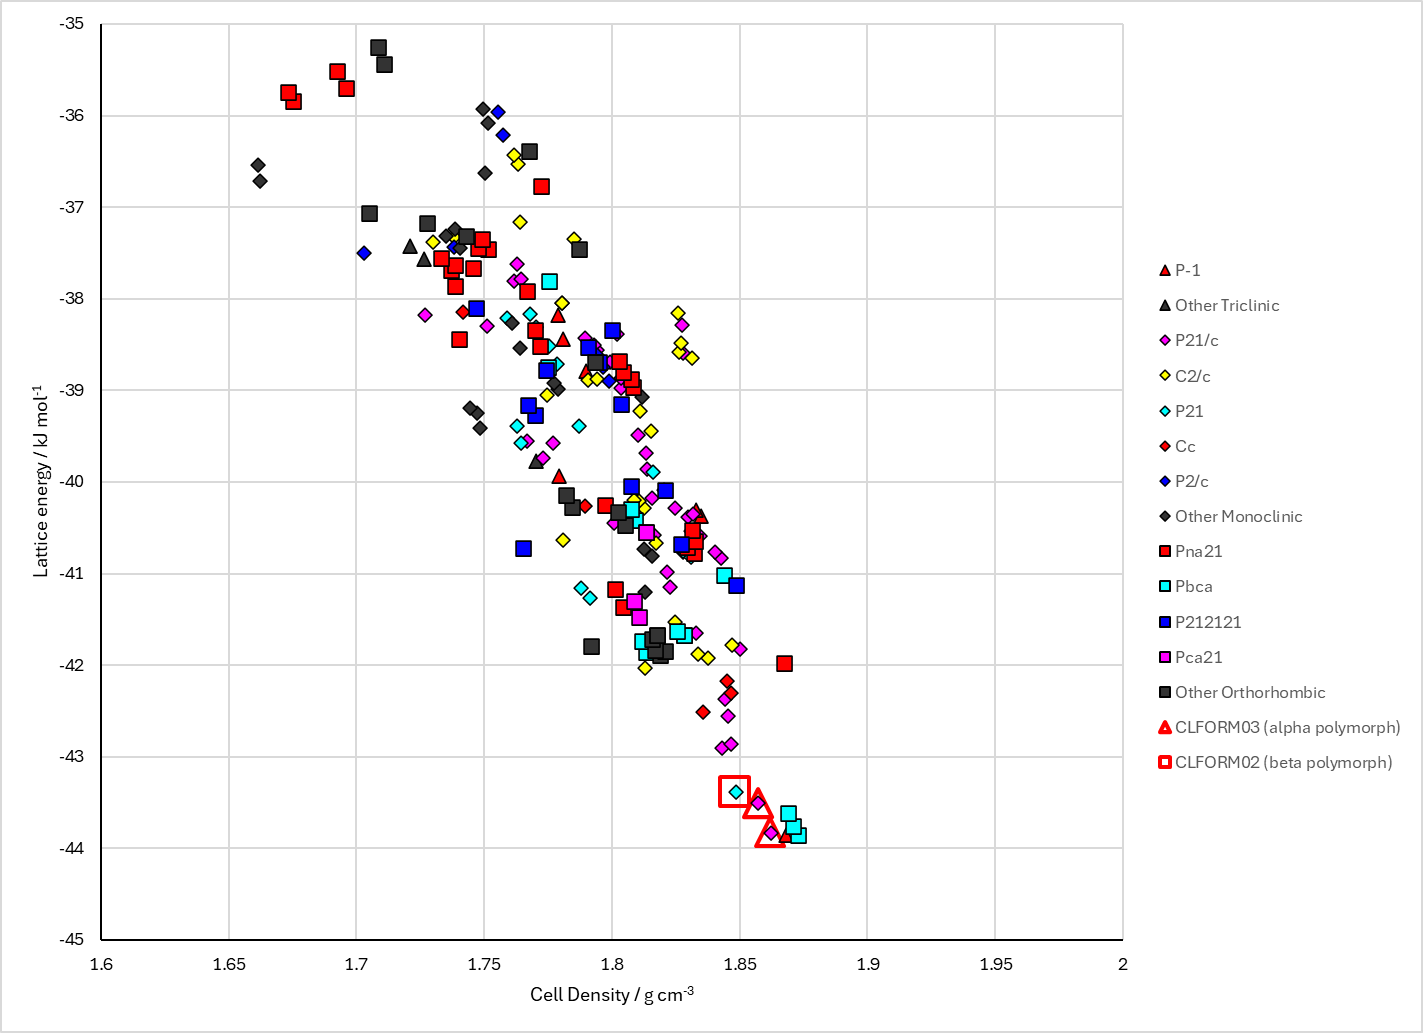 -35
-36
-37
-38
-39
-40
-41
-42
-43
-44
-45
Lattice energy / kJ mol-1
1.6 1.65 1.7 1.75 1.8 1.85 1.9 1.95 2
Cell Density / g cm-3
P-1
Other Triclinic
P21/c
C2/c
P21
Cc
P2/c
Other Monoclinic
Pna21
Pbca
P212121
Pca21
Other Orthorhombic
CLFORM03 (alpha polymorph)
CLFORM02 (beta polymorph)